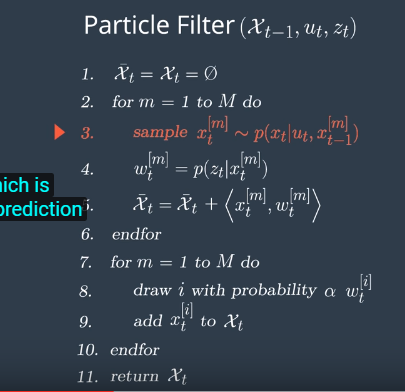 Particle Filter (𝒳ₜ₋₁, uₜ, zₜ)
1. 𝒳̄ₜ = 𝒳ₜ = Ø
2. for m = 1 to M do
3. sample xₜ^[m] ~ p(xₜ|uₜ, xₜ₋₁^[m])
4. wₜ^[m] = p(zₜ|xₜ^[m])
hich is
prediction
5. 𝒳̄ₜ = 𝒳̄ₜ + ⟨xₜ^[m], wₜ^[m]⟩
6. endfor
7. for m = 1 to M do
8. draw i with probability α wₜ^[i]
9. add xₜ^[i] to 𝒳ₜ
10. endfor
11. return 𝒳ₜ